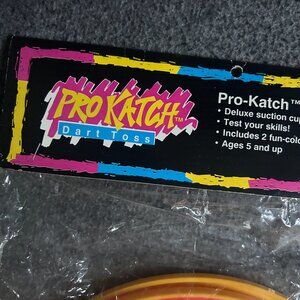 PRO KATCH™
Dart Toss
Pro-Katch™
• Deluxe suction cup
• Test your skills!
• Includes 2 fun-colo
• Ages 5 and up